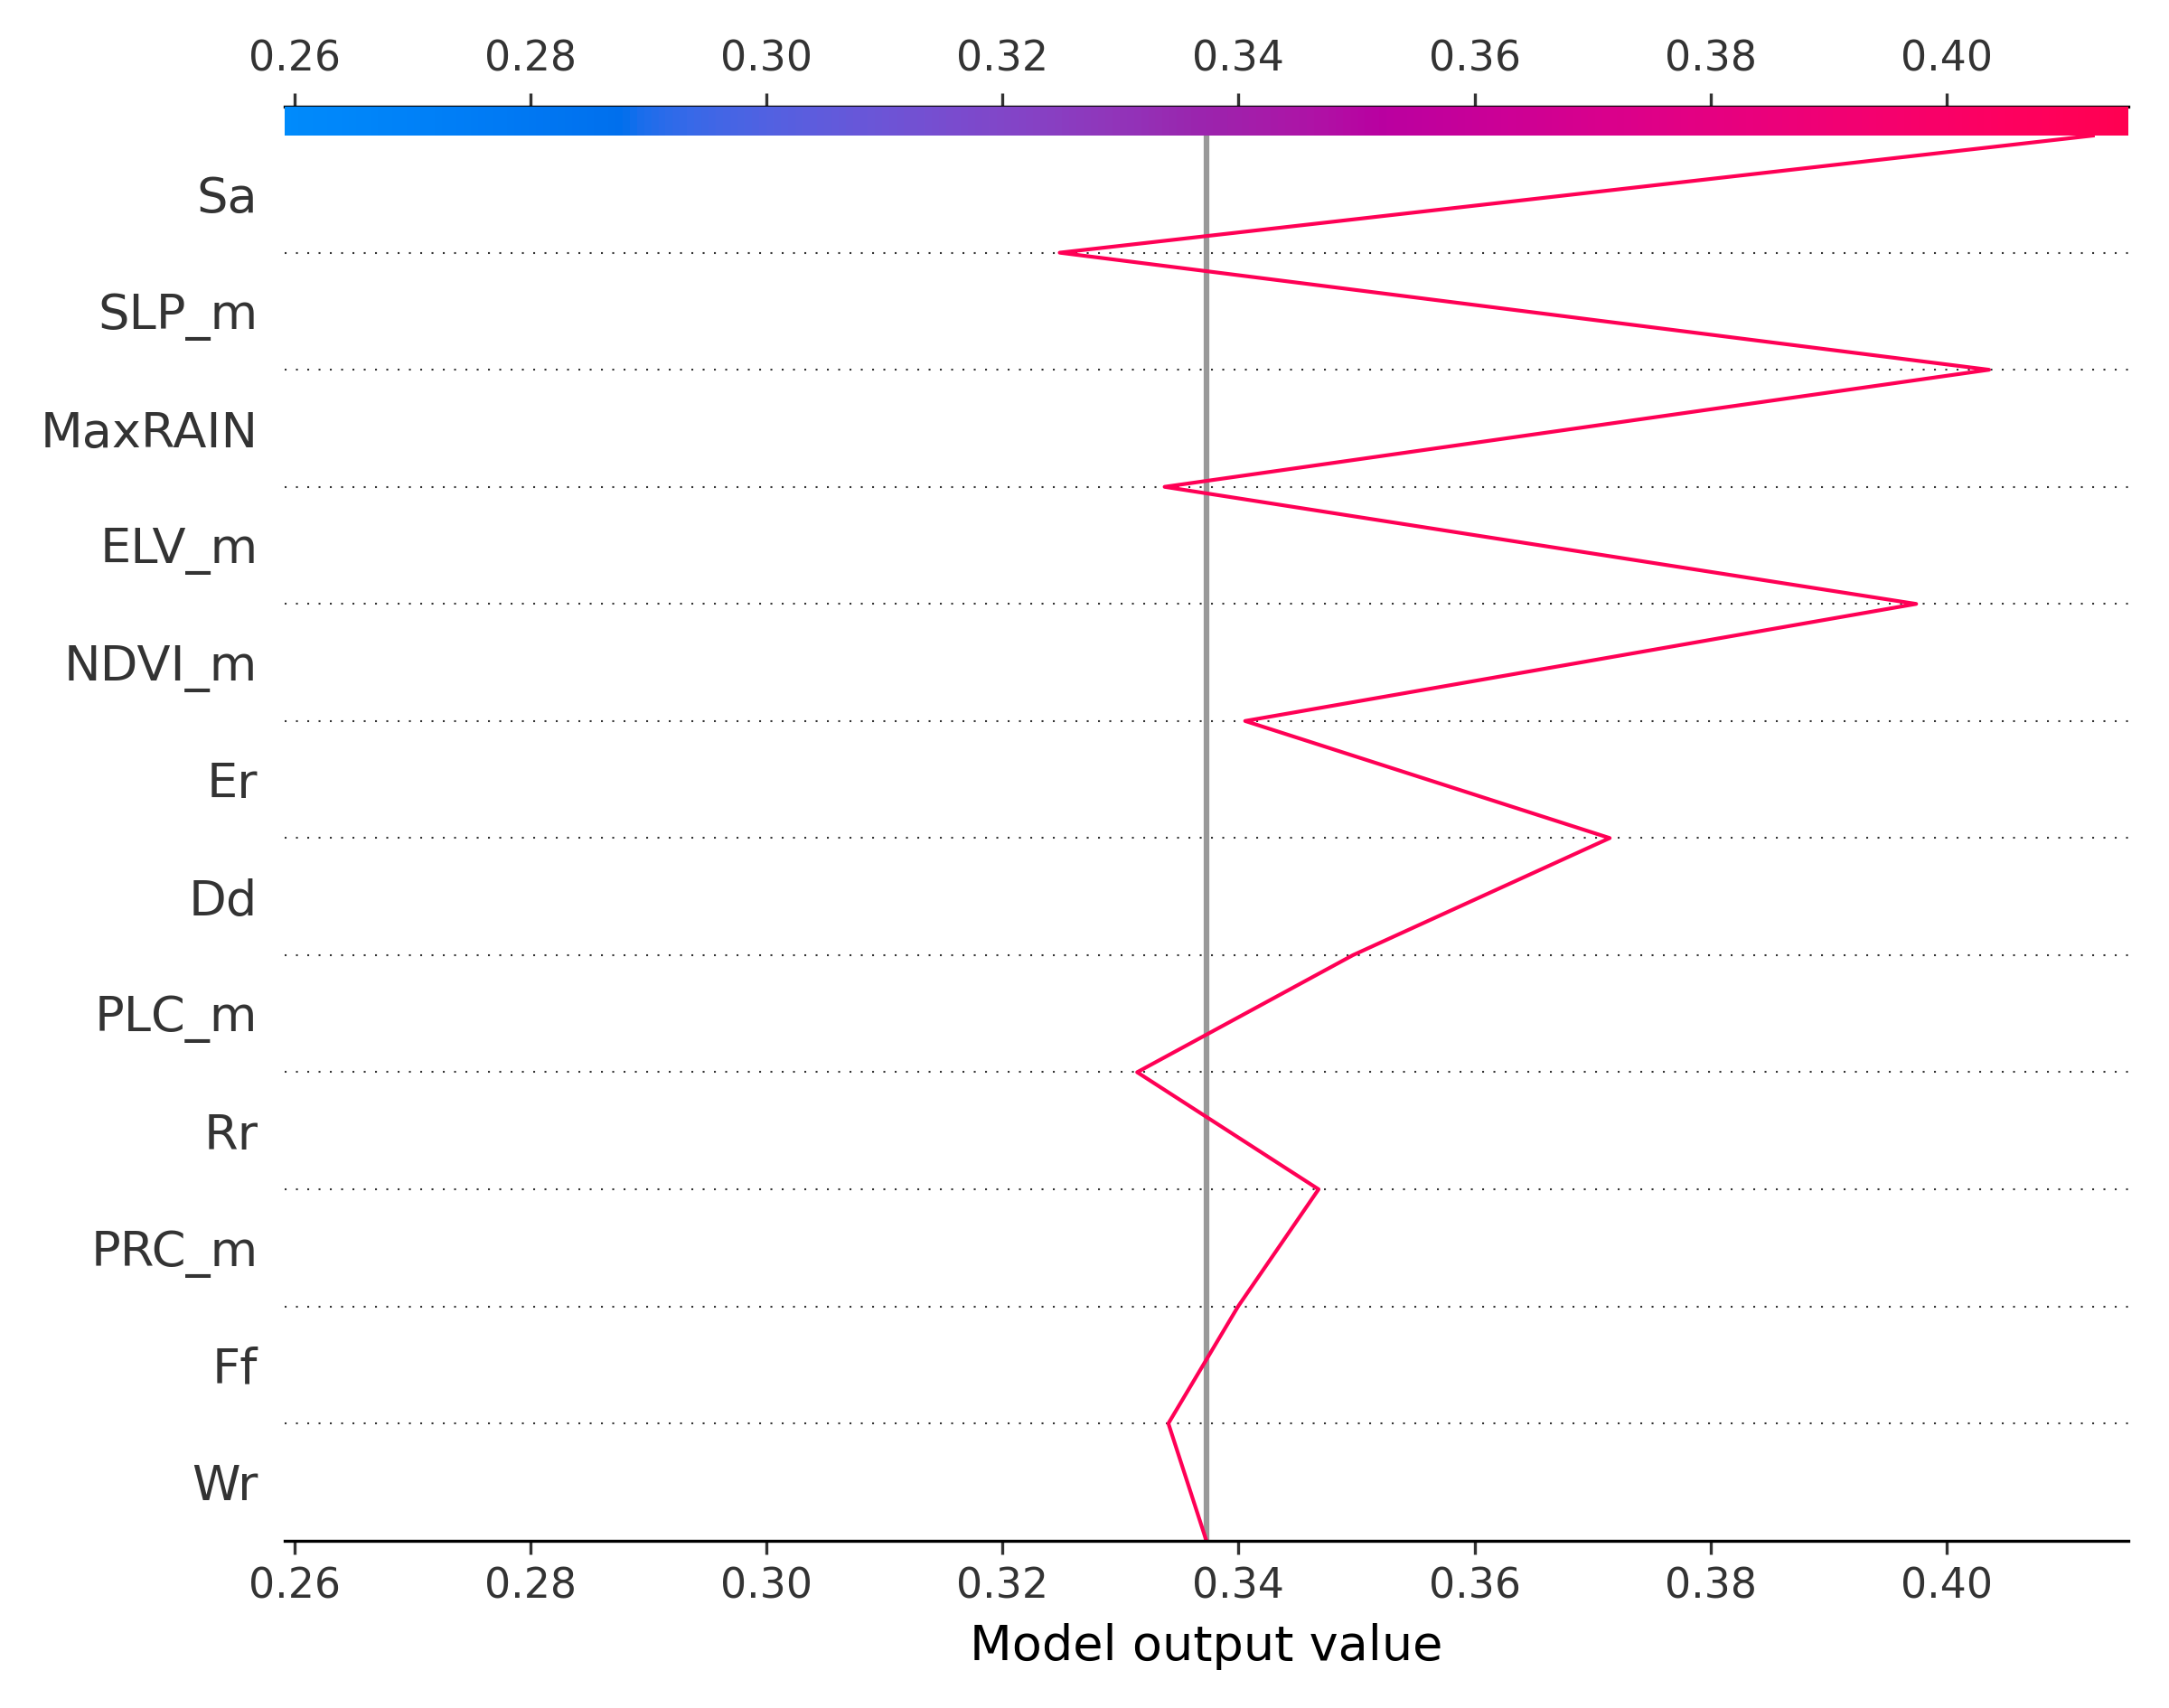 0.26 0.28 0.30 0.32 0.34 0.36 0.38 0.40
Sa
SLP_m
MaxRAIN
ELV_m
NDVI_m
Er
Dd
PLC_m
Rr
PRC_m
Ff
Wr
0.26 0.28 0.30 0.32 0.34 0.36 0.38 0.40
Model output value